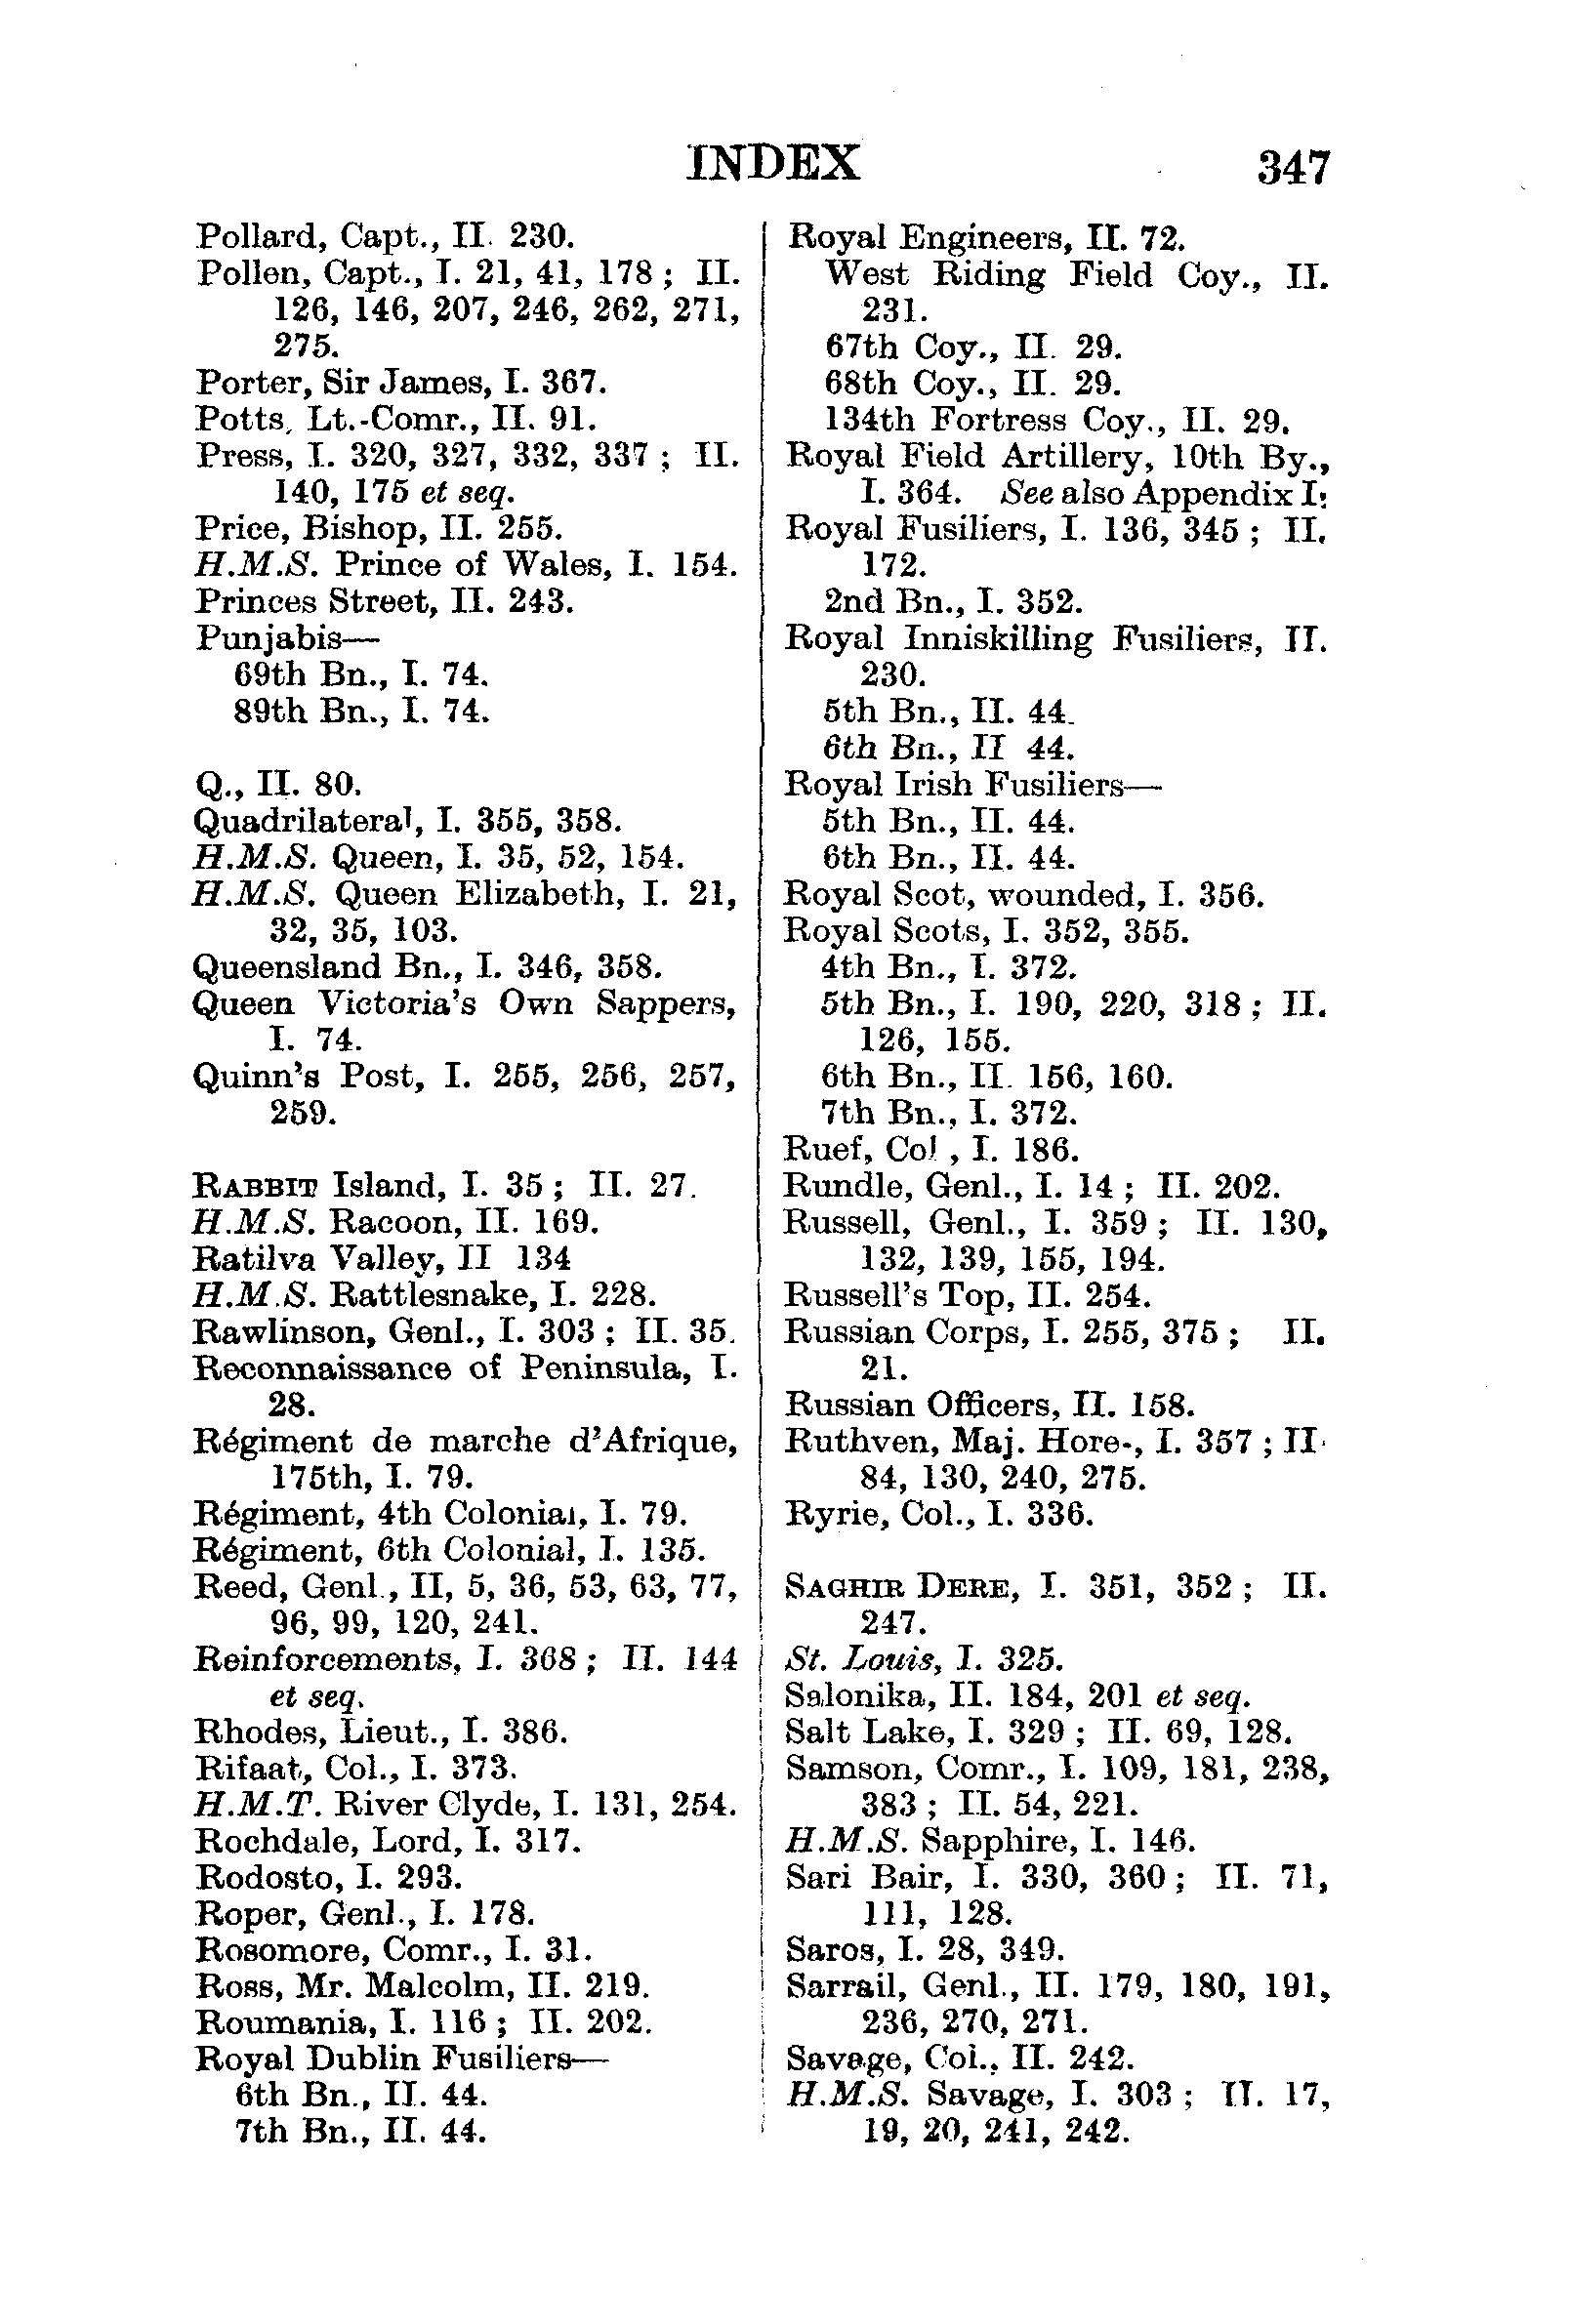 INDEX 347
Pollard, Capt., II. 230.
Pollen, Capt., I. 21, 41, 178 ; II.
126, 146, 207, 246, 262, 271,
275.
Porter, Sir James, I. 367.
Potts, Lt.-Comr., II. 91.
Press, I. 320, 327, 332, 337 ; II.
140, 175 et seq.
Price, Bishop, II. 255.
H.M.S. Prince of Wales, I. 154.
Princes Street, II. 243.
Punjabis—
69th Bn., I. 74.
89th Bn., I. 74.
Q., II. 80.
Quadrilateral, I. 355, 358.
H.M.S. Queen, I. 35, 52, 154.
H.M.S. Queen Elizabeth, I. 21,
32, 35, 103.
Queensland Bn., I. 346, 358.
Queen Victoria's Own Sappers,
I. 74.
Quinn's Post, I. 255, 256, 257,
259.
RABBIT Island, I. 35 ; II. 27.
H.M.S. Racoon, II. 169.
Ratilva Valley, II 134
H.M.S. Rattlesnake, I. 228.
Rawlinson, Genl., I. 303 ; II. 35.
Reconnaissance of Peninsula, I.
28.
Régiment de marche d'Afrique,
175th, I. 79.
Régiment, 4th Colonial, I. 79.
Régiment, 6th Colonial, I. 135.
Reed, Genl., II, 5, 36, 53, 63, 77,
96, 99, 120, 241.
Reinforcements, I. 368 ; II. 144
et seq.
Rhodes, Lieut., I. 386.
Rifaat, Col., I. 373.
H.M.T. River Clyde, I. 131, 254.
Rochdale, Lord, I. 317.
Rodosto, I. 293.
Roper, Genl., I. 178.
Rosomore, Comr., I. 31.
Ross, Mr. Malcolm, II. 219.
Roumania, I. 116 ; II. 202.
Royal Dublin Fusiliers—
6th Bn., II. 44.
7th Bn., II. 44.
Royal Engineers, II. 72.
West Riding Field Coy., II.
231.
67th Coy., II. 29.
68th Coy., II. 29.
134th Fortress Coy., II. 29.
Royal Field Artillery, 10th By.,
I. 364. See also Appendix I.
Royal Fusiliers, I. 136, 345 ; II.
172.
2nd Bn., I. 352.
Royal Inniskilling Fusiliers, II.
230.
5th Bn., II. 44.
6th Bn., II 44.
Royal Irish Fusiliers—
5th Bn., II. 44.
6th Bn., II. 44.
Royal Scot, wounded, I. 356.
Royal Scots, I. 352, 355.
4th Bn., I. 372.
5th Bn., I. 190, 220, 318 ; II.
126, 155.
6th Bn., II. 156, 160.
7th Bn., I. 372.
Ruef, Col , I. 186.
Rundle, Genl., I. 14 ; II. 202.
Russell, Genl., I. 359 ; II. 130,
132, 139, 155, 194.
Russell's Top, II. 254.
Russian Corps, I. 255, 375 ; II.
21.
Russian Officers, II. 158.
Ruthven, Maj. Hore-, I. 357 ; II.
84, 130, 240, 275.
Ryrie, Col., I. 336.
SAGHIR DERE, I. 351, 352 ; II.
247.
St. Louis, I. 325.
Salonika, II. 184, 201 et seq.
Salt Lake, I. 329 ; II. 69, 128.
Samson, Comr., I. 109, 181, 238,
383 ; II. 54, 221.
H.M.S. Sapphire, I. 146.
Sari Bair, I. 330, 360 ; II. 71,
111, 128.
Saros, I. 28, 349.
Sarrail, Genl., II. 179, 180, 191,
236, 270, 271.
Savage, Col., II. 242.
H.M.S. Savage, I. 303 ; II. 17,
19, 20, 241, 242.